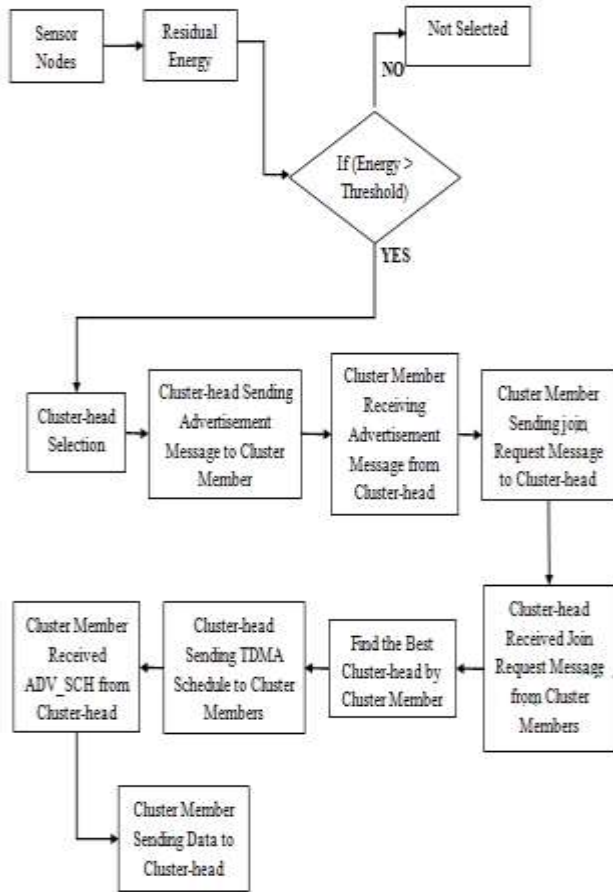 Sensor
Nodes
Residual
Energy
Not Selected
NO
If (Energy >
Threshold)
YES
Cluster-head
Selection
Cluster-head Sending
Advertisement
Message to Cluster
Member
Cluster Member
Receiving
Advertisement
Message from
Cluster-head
Cluster Member
Sending join
Request Message
to Cluster-head
Cluster-head
Received Join
Request Message
from Cluster
Members
Find the Best
Cluster-head by
Cluster Member
Cluster-head
Sending TDMA
Schedule to Cluster
Members
Cluster Member
Received
ADV_SCH from
Cluster-head
Cluster Member
Sending Data to
Cluster-head